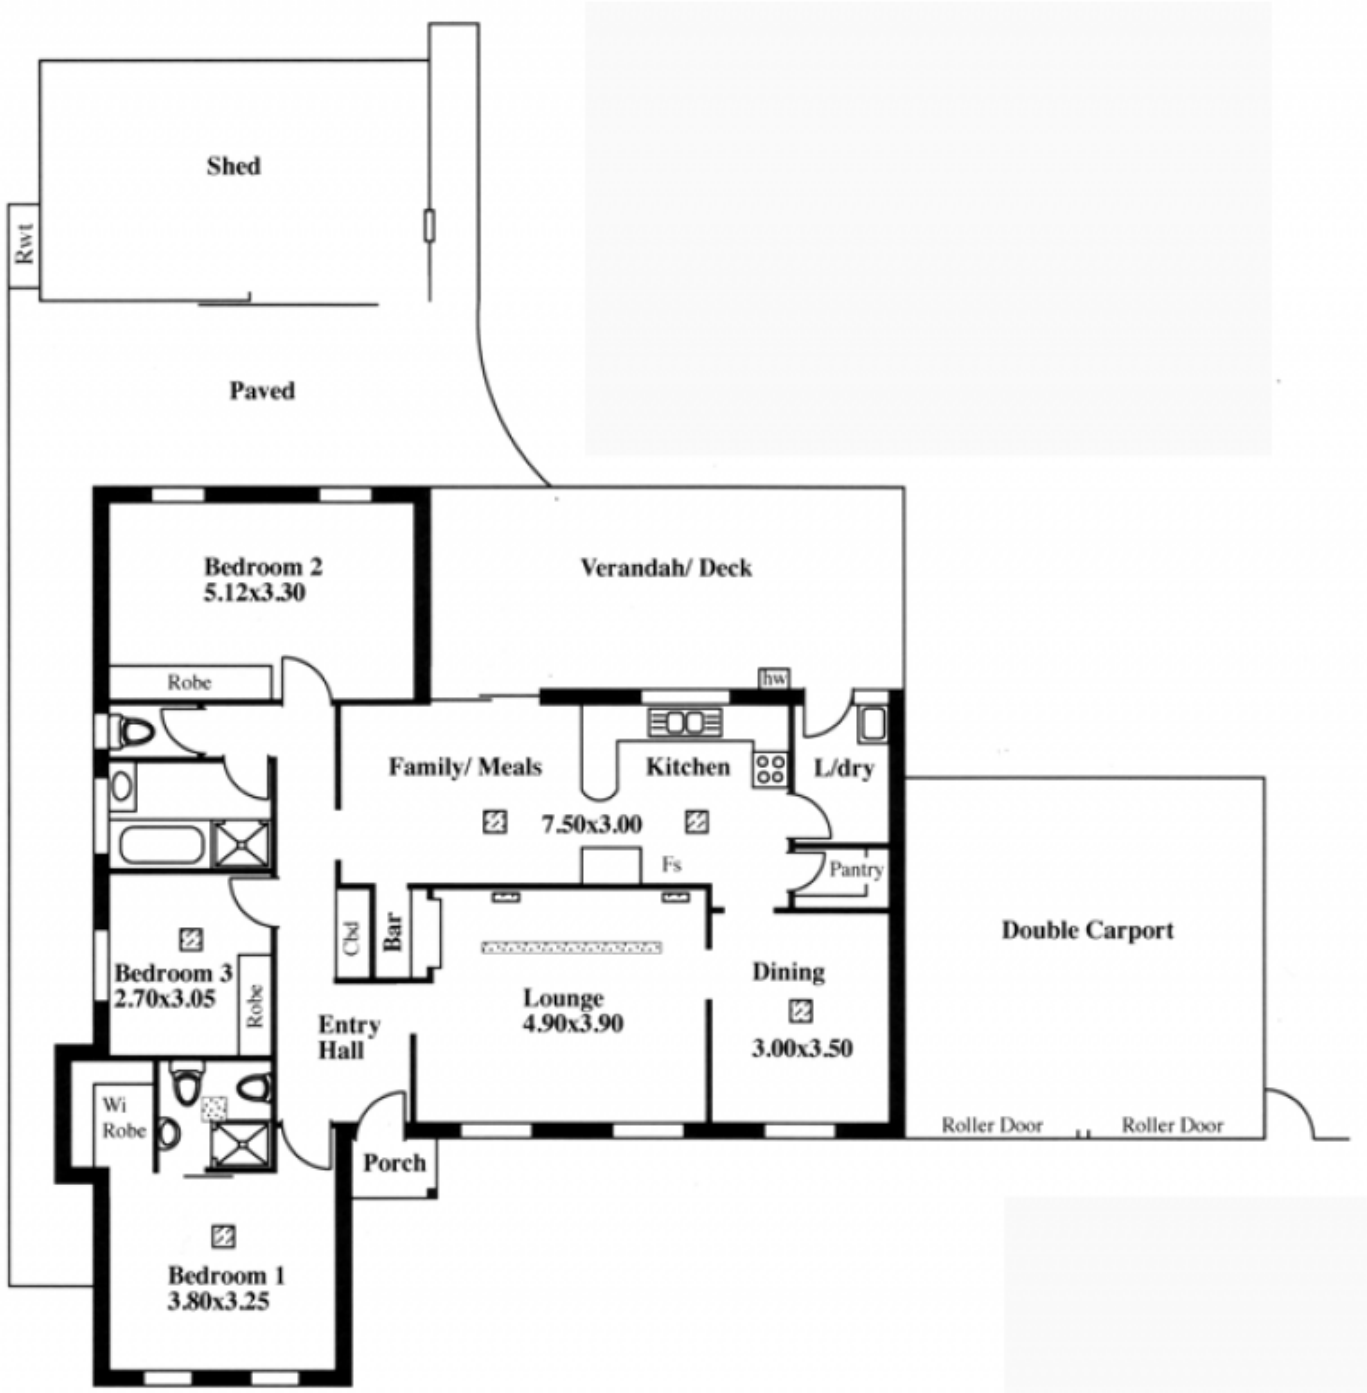 Shed
Rwt
Paved
Bedroom 2
5.12x3.30
Verandah/ Deck
Robe
hw
Family/ Meals
Kitchen
L/dry
7.50x3.00
Fs
Pantry
Cbd
Bar
Double Carport
Bedroom 3
2.70x3.05
Robe
Dining
3.00x3.50
Lounge
4.90x3.90
Entry
Hall
Wi
Robe
Roller Door
Roller Door
Porch
Bedroom 1
3.80x3.25